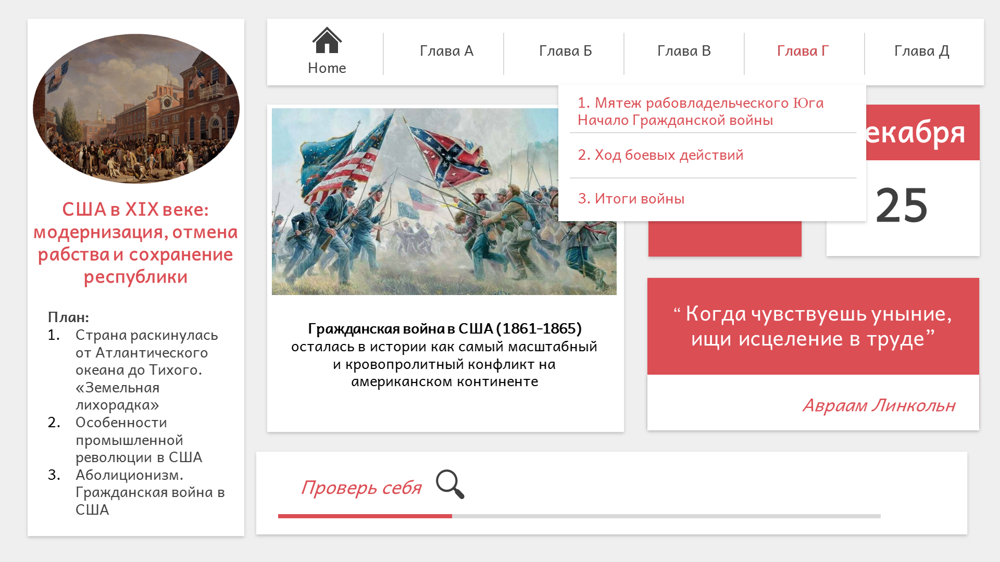 Home
Глава А
Глава Б
Глава В
Глава Г
Глава Д
1. Мятеж рабовладельческого Юга
Начало Гражданской войны
2. Ход боевых действий
3. Итоги войны
США в XIX веке:
модернизация, отмена
рабства и сохранение
республики
План:
1. Страна раскинулась
от Атлантического
океана до Тихого.
«Земельная
лихорадка»
2. Особенности
промышленной
революции в США
3. Аболиционизм.
Гражданская война в
США
Гражданская война в США (1861–1865)
осталась в истории как самый масштабный
и кровопролитный конфликт на
американском континенте
екабря
25
“ Когда чувствуешь уныние,
ищи исцеление в труде”
Авраам Линкольн
Проверь себя